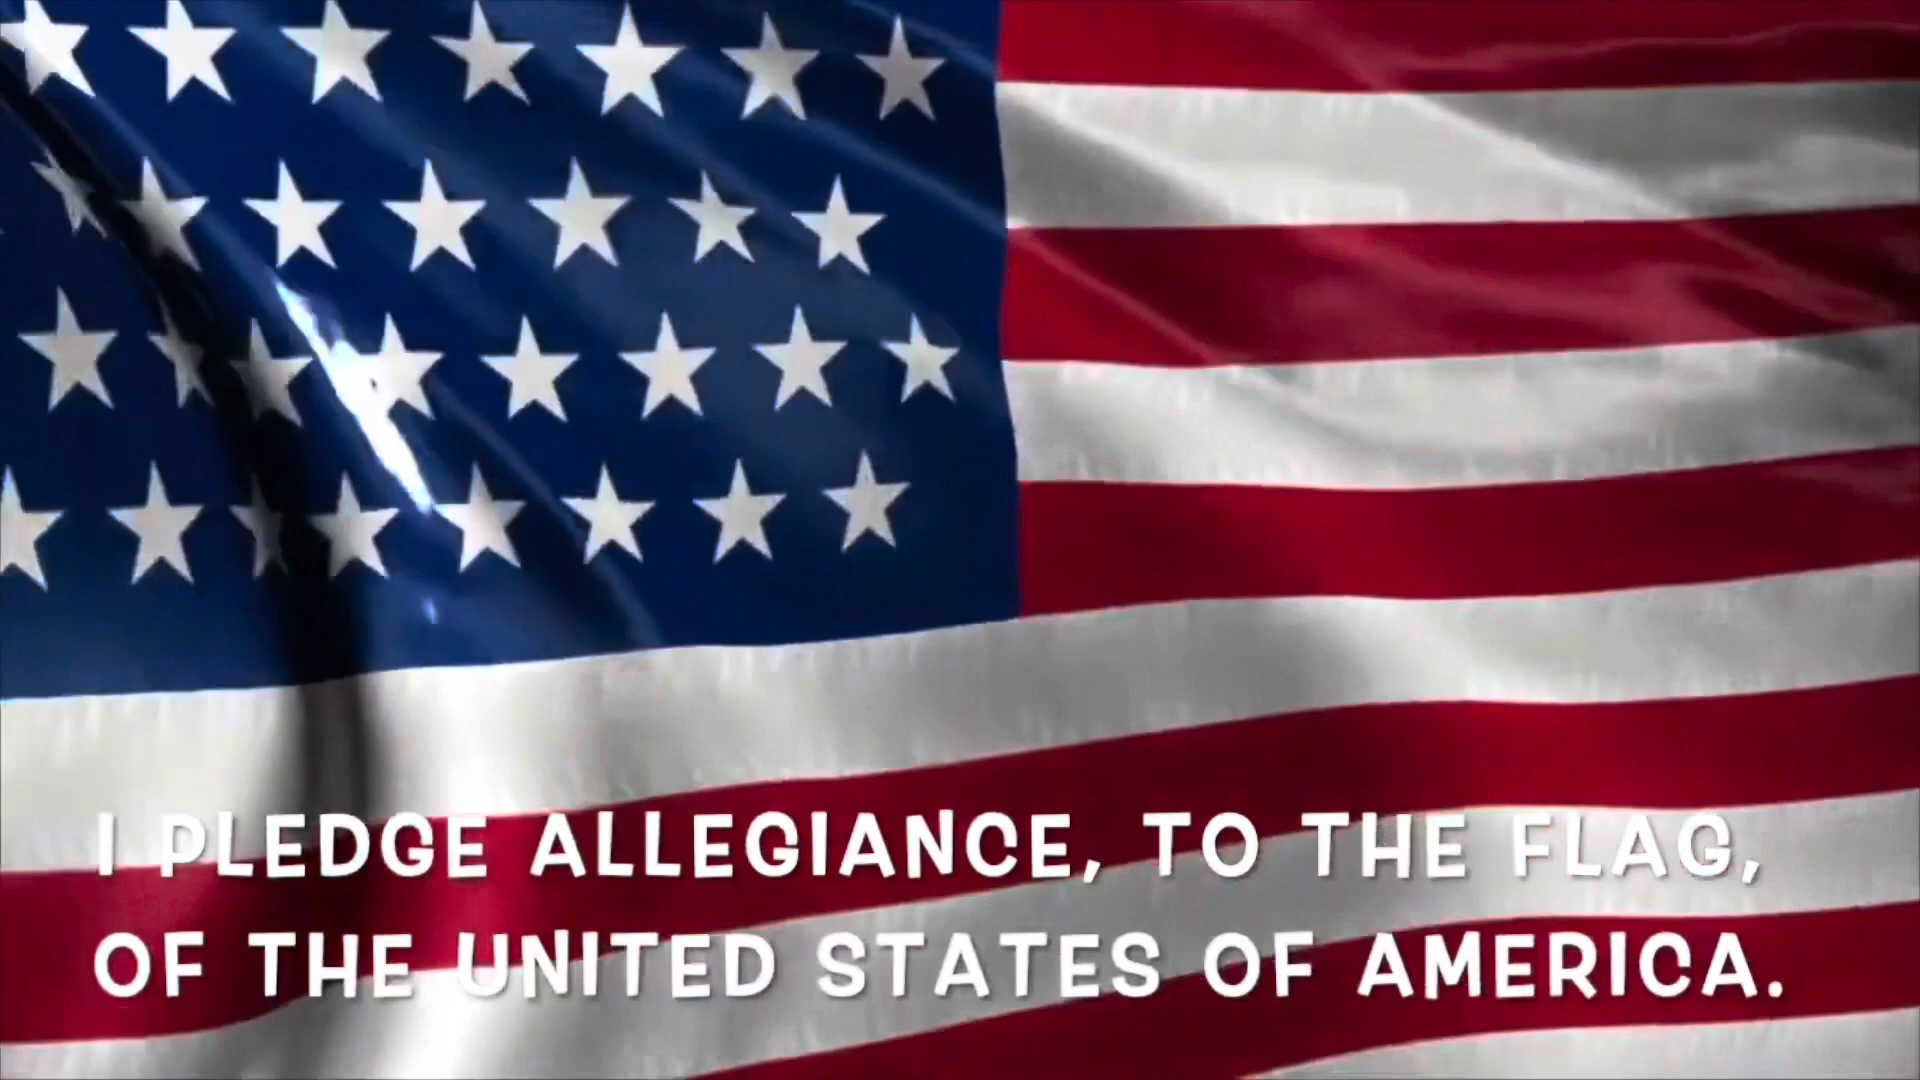 I PLEDGE ALLEGIANCE, TO THE FLAG,
OF THE UNITED STATES OF AMERICA.